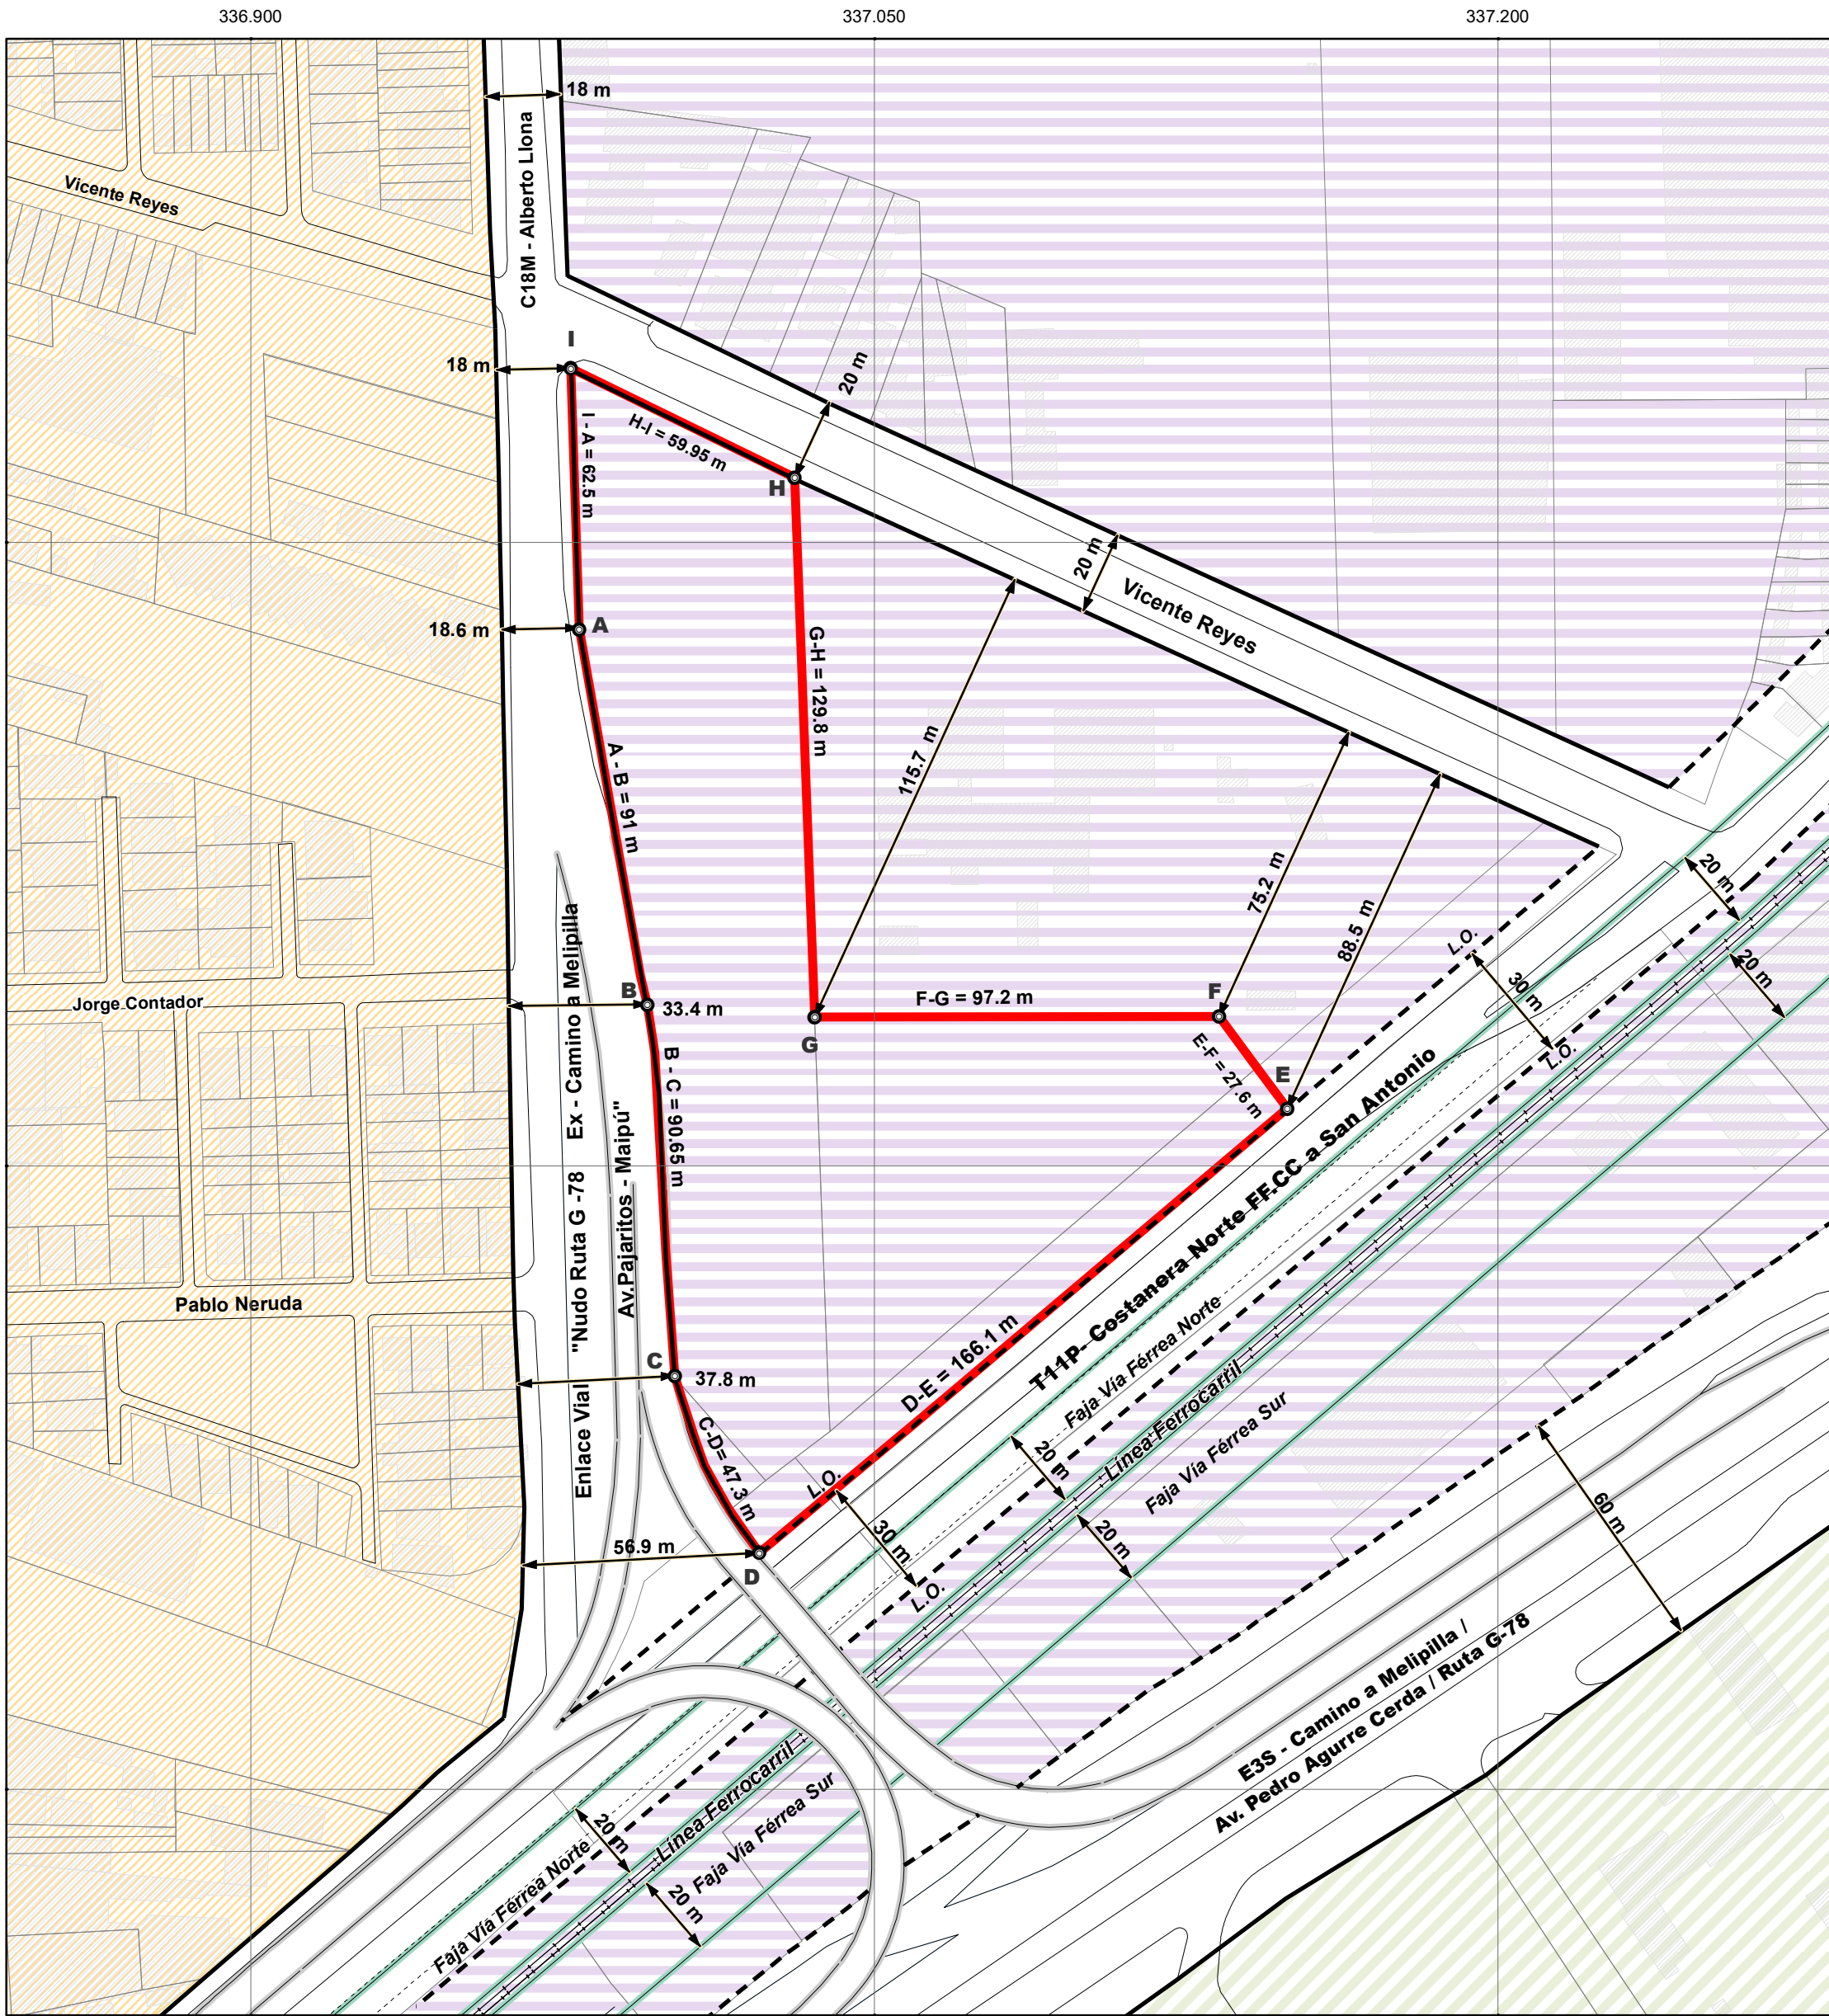 336.900
337.050
337.200
18 m
C18M - Alberto Llona
Vicente Reyes
I
18 m
20 m
H-I = 59.95 m
I - A = 62.5 m
H
20 m
Vicente Reyes
18.6 m
A
G-H = 129.8 m
115.7 m
A - B = 91 m
75.2 m
88.5 m
20 m
L.O.
20 m
30 m
L.O.
Jorge Contador
B
33.4 m
F-G = 97.2 m
F
G
E-F = 27.6 m
E
B - C = 90.65 m
Enlace Vial "Nudo Ruta G -78 Ex - Camino a Melipilla
Av.Pajaritos - Maipú"
Pablo Neruda
T11P- Costanera Norte FF.CC a San Antonio
Faja Vía Férrea Norte
Línea Ferrocarril
Faja Vía Férrea Sur
D-E = 166.1 m
C
37.8 m
C-D= 47.3 m
L.O.
30 m
L.O.
20 m
20 m
60 m
56.9 m
D
E3S - Camino a Melipilla /
Av. Pedro Agurre Cerda / Ruta G-78
20 m
20 m
Faja Vía Férrea Norte
Línea Ferrocarril
Faja Vía Férrea Sur